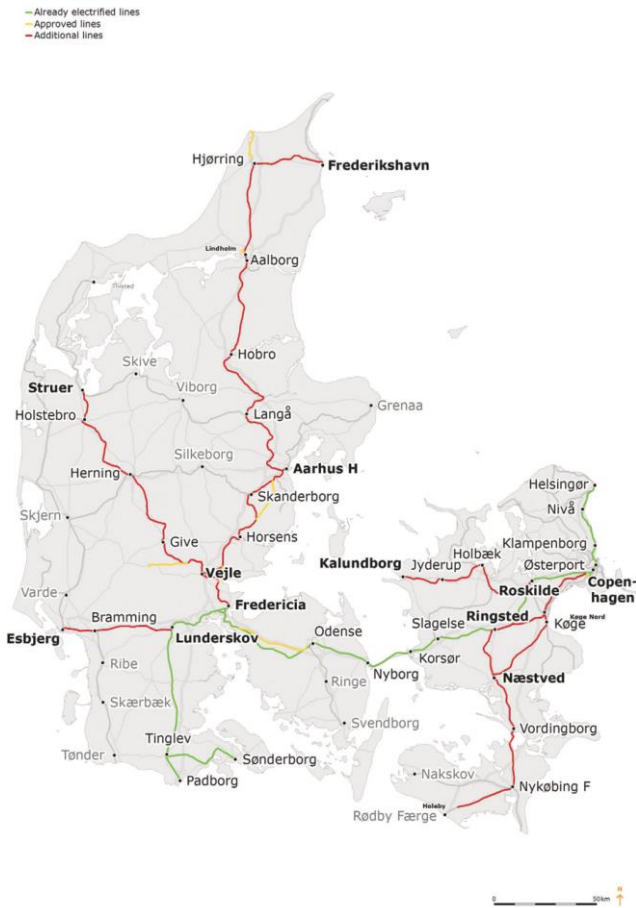 Already electrified lines
Approved lines
Additional lines
Hjørring
Frederikshavn
Lindholm
Aalborg
Thisted
Hobro
Skive
Struer
Viborg
Grenaa
Holstebro
Langå
Silkeborg
Aarhus H
Herning
Skanderborg
Helsingør
Skjern
Nivå
Give
Horsens
Klampenborg
Holbæk
Østerport
Kalundborg
Jyderup
Vejle
Copen-
hagen
Roskilde
Varde
Fredericia
Ringsted
Køge Nord
Bramming
Slagelse
Køge
Esbjerg
Lunderskov
Odense
Korsør
Ribe
Nyborg
Næstved
Ringe
Skærbæk
Svendborg
Vordingborg
Tinglev
Tønder
Sønderborg
Nakskov
Padborg
Nykøbing F
Holeby
Rødby Færge
0 50km